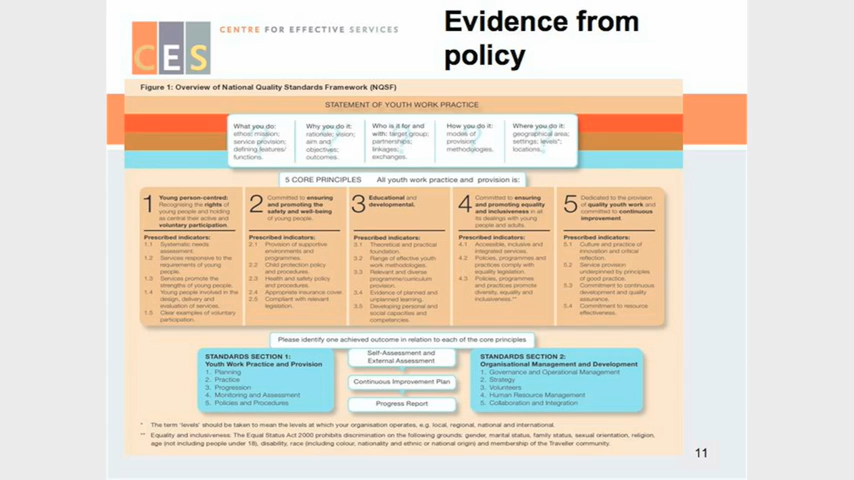 CES
CENTRE FOR EFFECTIVE SERVICES
Evidence from
policy
Figure 1: Overview of National Quality Standards Framework (NQSF)
STATEMENT OF YOUTH WORK PRACTICE
What you do:
ethos; mission;
service provision;
defining features/
functions.
Why you do it:
rationale; vision;
aim and
objectives;
outcomes.
Who is it for and
with: target group;
partnerships;
linkages;
exchanges.
How you do it:
modes of
provision;
methodologies.
Where you do it:
geographical area;
settings; levels*;
locations.
5 CORE PRINCIPLES All youth work practice and provision is:
1 Young person-centred:
Recognising the rights of
young people and holding
as central their active and
voluntary participation.
Prescribed indicators:
1.1 Systematic needs
assessment.
1.2 Services responsive to the
requirements of young
people.
1.3 Services promote the
strengths of young people.
1.4 Young people involved in the
design, delivery and
evaluation of services.
1.5 Clear examples of voluntary
participation.
2 Committed to ensuring
and promoting the
safety and well-being
of young people.
Prescribed indicators:
2.1 Provision of supportive
environments and
programmes.
2.2 Child protection policy
and procedures.
2.3 Health and safety policy
and procedures.
2.4 Appropriate insurance cover.
2.5 Compliant with relevant
legislation.
3 Educational and
developmental.
Prescribed indicators:
3.1 Theoretical and practical
foundation.
3.2 Range of effective youth
work methodologies.
3.3 Relevant and diverse
programme/curriculum
provision.
3.4 Evidence of planned and
unplanned learning.
3.5 Developing personal and
social capacities and
competencies.
4 Committed to ensuring
and promoting equality
and inclusiveness in all
its dealings with young
people and adults.
Prescribed indicators:
4.1 Accessible, inclusive and
integrated services.
4.2 Policies, programmes and
practices comply with
equality legislation.
4.3 Policies, programmes
and practices promote
diversity, equality and
inclusiveness.**
5 Dedicated to the provision
of quality youth work and
committed to continuous
improvement.
Prescribed indicators:
5.1 Culture and practice of
innovation and critical
reflection.
5.2 Service provision
underpinned by principles
of good practice.
5.3 Commitment to continuous
development and quality
assurance.
5.4 Commitment to resource
effectiveness.
Please identify one achieved outcome in relation to each of the core principles
STANDARDS SECTION 1:
Youth Work Practice and Provision
1. Planning
2. Practice
3. Progression
4. Monitoring and Assessment
5. Policies and Procedures
Self-Assessment and
External Assessment
Continuous Improvement Plan
Progress Report
STANDARDS SECTION 2:
Organisational Management and Development
1. Governance and Operational Management
2. Strategy
3. Volunteers
4. Human Resource Management
5. Collaboration and Integration
* The term 'levels' should be taken to mean the levels at which your organisation operates, e.g. local, regional, national and international.
** Equality and inclusiveness: The Equal Status Act 2000 prohibits discrimination on the following grounds: gender, marital status, family status, sexual orientation, religion,
age (not including people under 18), disability, race (including colour, nationality and ethnic or national origin) and membership of the Traveller community.
11